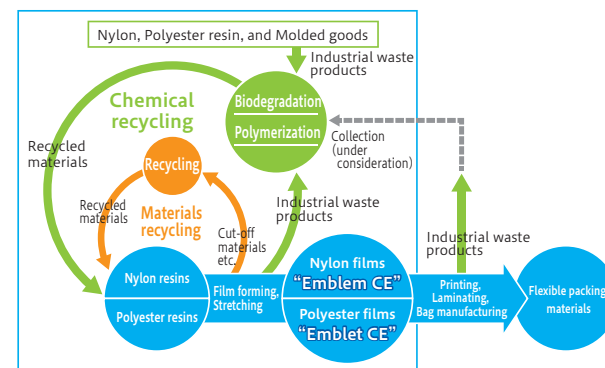 Nylon, Polyester resin, and Molded goods
Industrial waste
products
Chemical
recycling
Biodegradation
Polymerization
Collection
(under
consideration)
Recycled
materials
Recycling
Recycled
materials
Materials
recycling
Cut-off
materials
etc.
Industrial waste
products
Industrial waste
products
Nylon resins
Polyester resins
Film forming,
Stretching
Nylon films
“Emblem CE”
Polyester films
“Emblet CE”
Printing,
Laminating,
Bag manufacturing
Flexible packing
materials